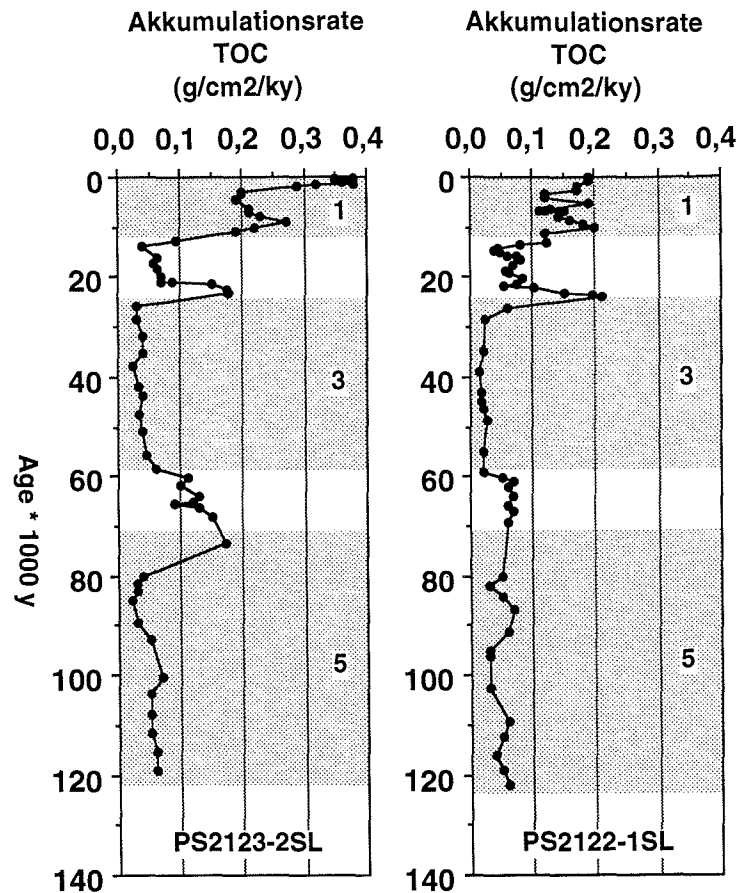 Akkumulationsrate
TOC
(g/cm2/ky)
0,0 0,1 0,2 0,3 0,4
0
20
40
60
80
100
120
140
Age * 1000 y
1
3
5
PS2123-2SL
Akkumulationsrate
TOC
(g/cm2/ky)
0,0 0,1 0,2 0,3 0,4
0
20
40
60
80
100
120
140
1
3
5
PS2122-1SL